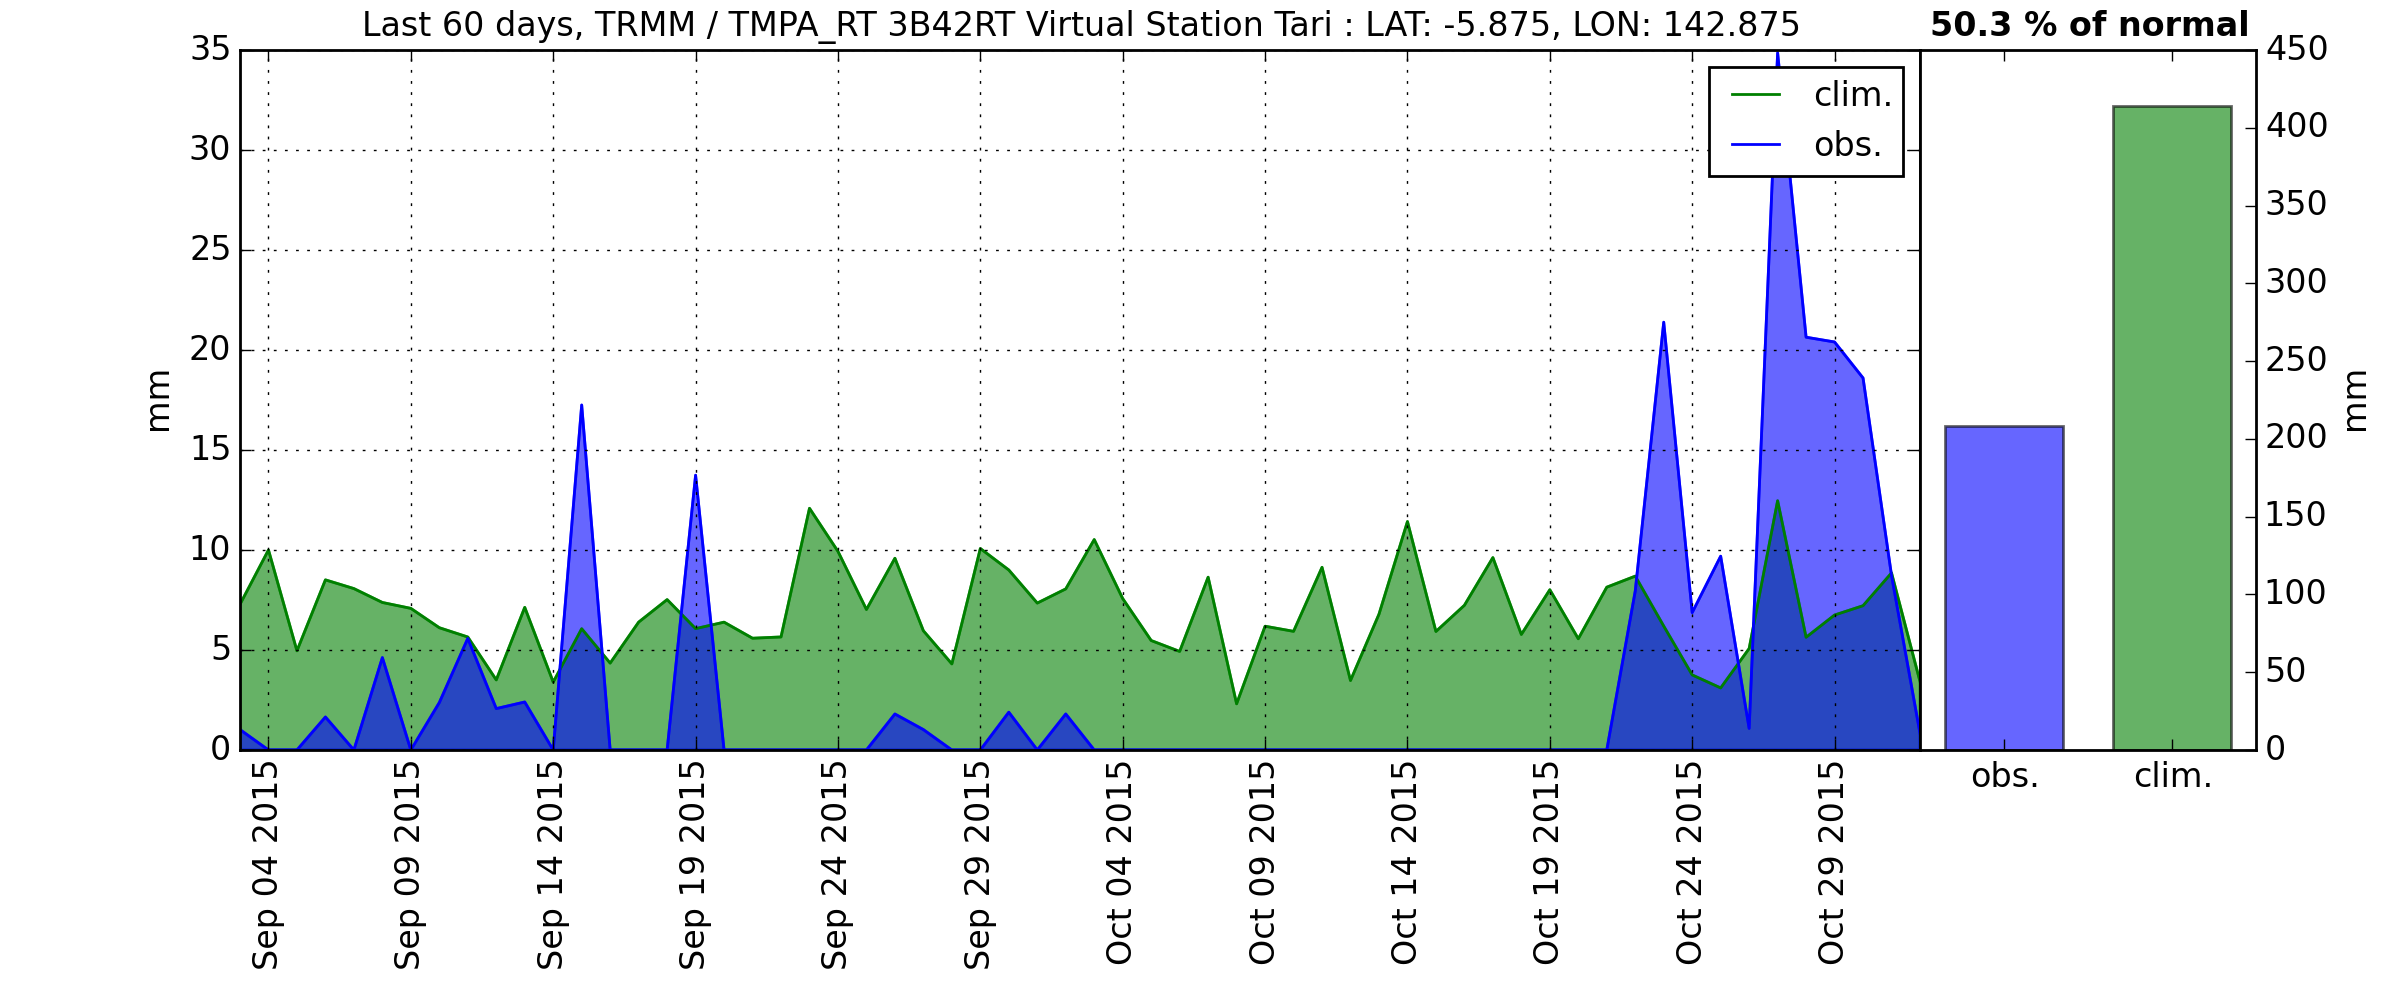 Last 60 days, TRMM / TMPA_RT 3B42RT Virtual Station Tari : LAT: -5.875, LON: 142.875
50.3 % of normal
35
30
25
20
15
10
5
0
mm
clim.
obs.
Sep 04 2015
Sep 09 2015
Sep 14 2015
Sep 19 2015
Sep 24 2015
Sep 29 2015
Oct 04 2015
Oct 09 2015
Oct 14 2015
Oct 19 2015
Oct 24 2015
Oct 29 2015
450
400
350
300
250
200
150
100
50
0
mm
obs.
clim.